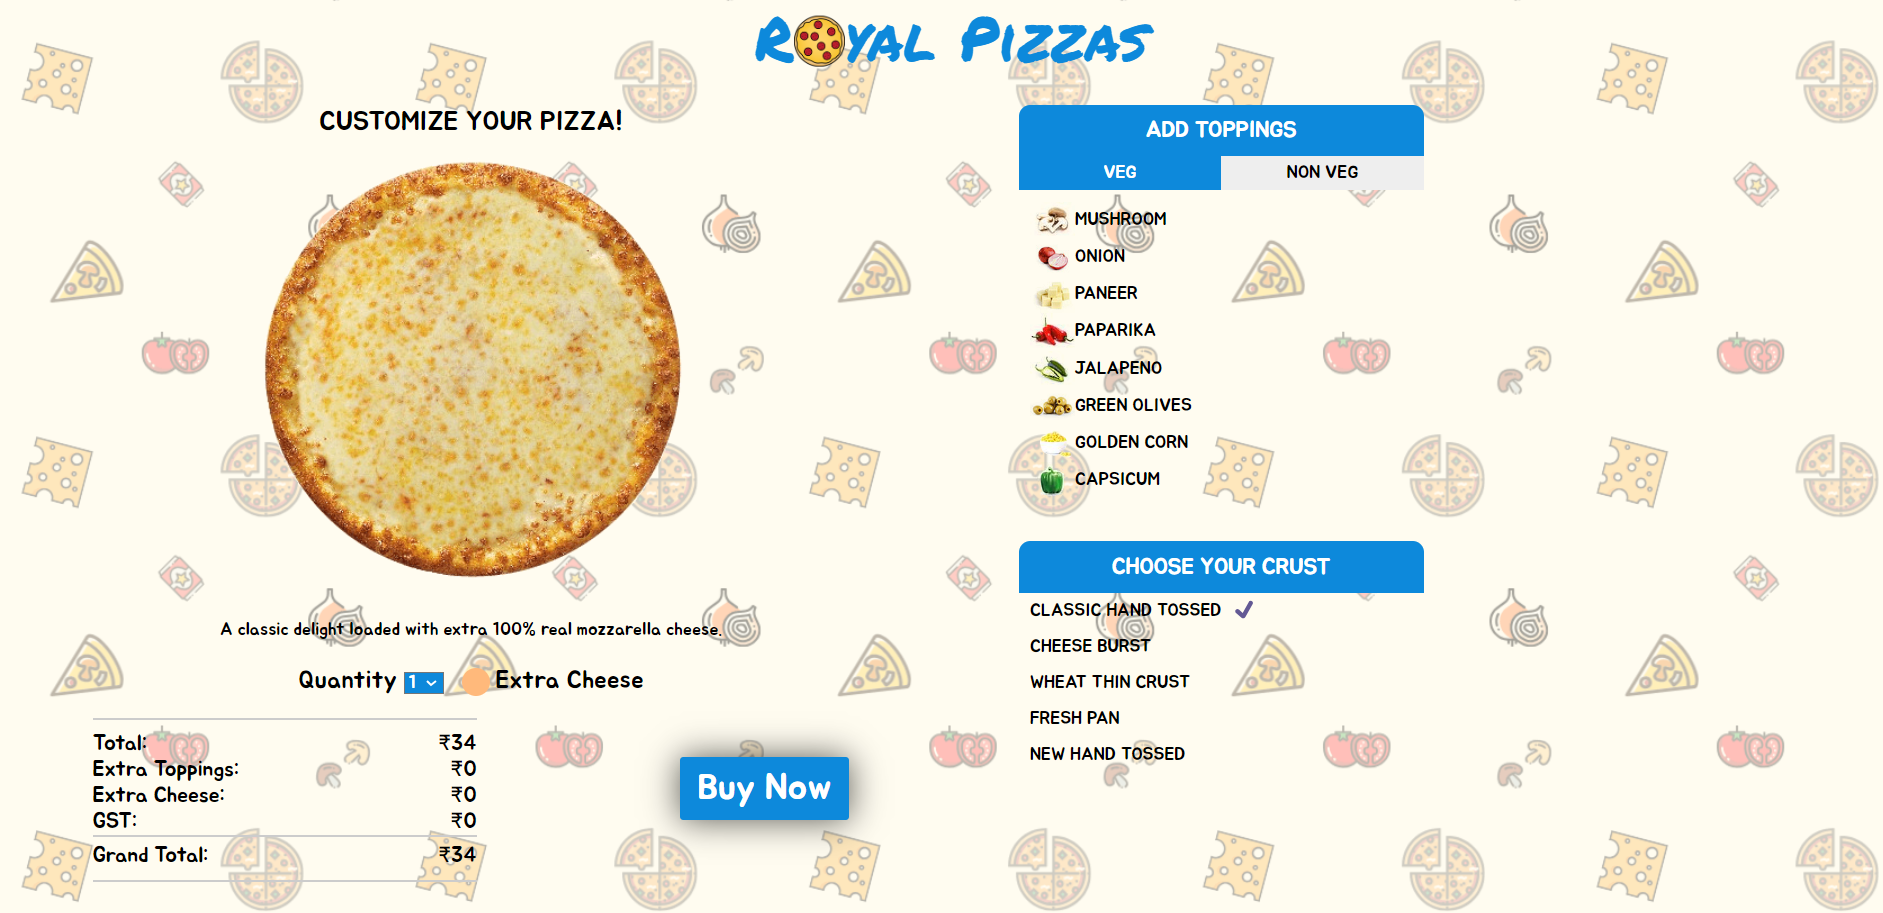 ROYAL PIZZAS
CUSTOMIZE YOUR PIZZA!
A classic delight loaded with extra 100% real mozzarella cheese.
Quantity 1 Extra Cheese
Total: ₹34
Extra Toppings: ₹0
Extra Cheese: ₹0
GST: ₹0
Grand Total: ₹34
Buy Now
ADD TOPPINGS
VEG NON VEG
MUSHROOM
ONION
PANEER
PAPARIKA
JALAPENO
GREEN OLIVES
GOLDEN CORN
CAPSICUM
CHOOSE YOUR CRUST
CLASSIC HAND TOSSED
CHEESE BURST
WHEAT THIN CRUST
FRESH PAN
NEW HAND TOSSED